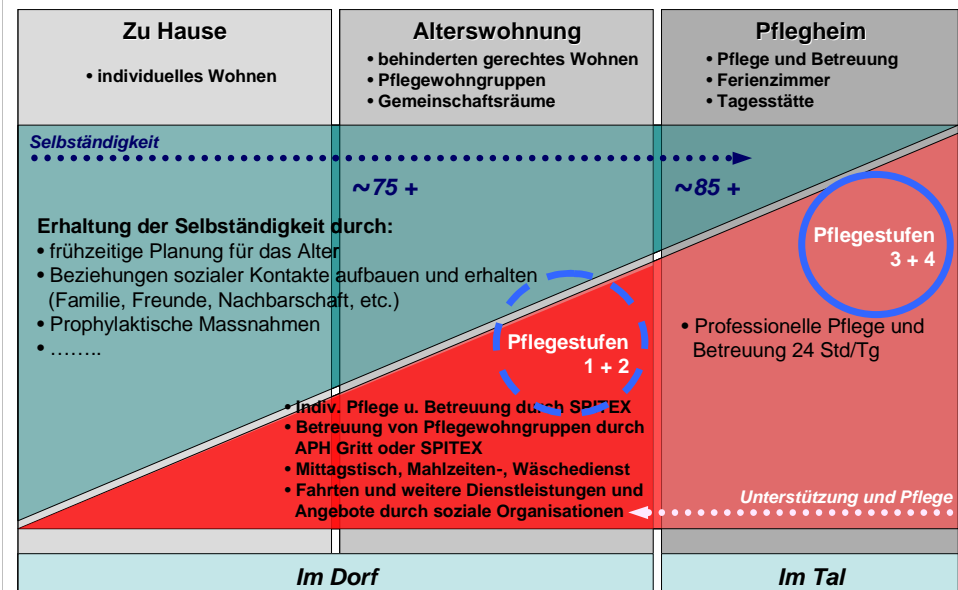 Zu Hause
• individuelles Wohnen
Alterswohnung
• behinderten gerechtes Wohnen
• Pflegewohngruppen
• Gemeinschaftsräume
Pflegheim
• Pflege und Betreuung
• Ferienzimmer
• Tagesstätte
Selbständigkeit
~75 +
~85 +
Erhaltung der Selbständigkeit durch:
• frühzeitige Planung für das Alter
• Beziehungen sozialer Kontakte aufbauen und erhalten
(Familie, Freunde, Nachbarschaft, etc.)
• Prophylaktische Massnahmen
• ……..
Pflegestufen
1 + 2
Pflegestufen
3 + 4
• Professionelle Pflege und
Betreuung 24 Std/Tg
• Indiv. Pflege u. Betreuung durch SPITEX
• Betreuung von Pflegewohngruppen durch
APH Gritt oder SPITEX
• Mittagstisch, Mahlzeiten-, Wäschedienst
• Fahrten und weitere Dienstleistungen und
Angebote durch soziale Organisationen
Unterstützung und Pflege
Im Dorf
Im Tal